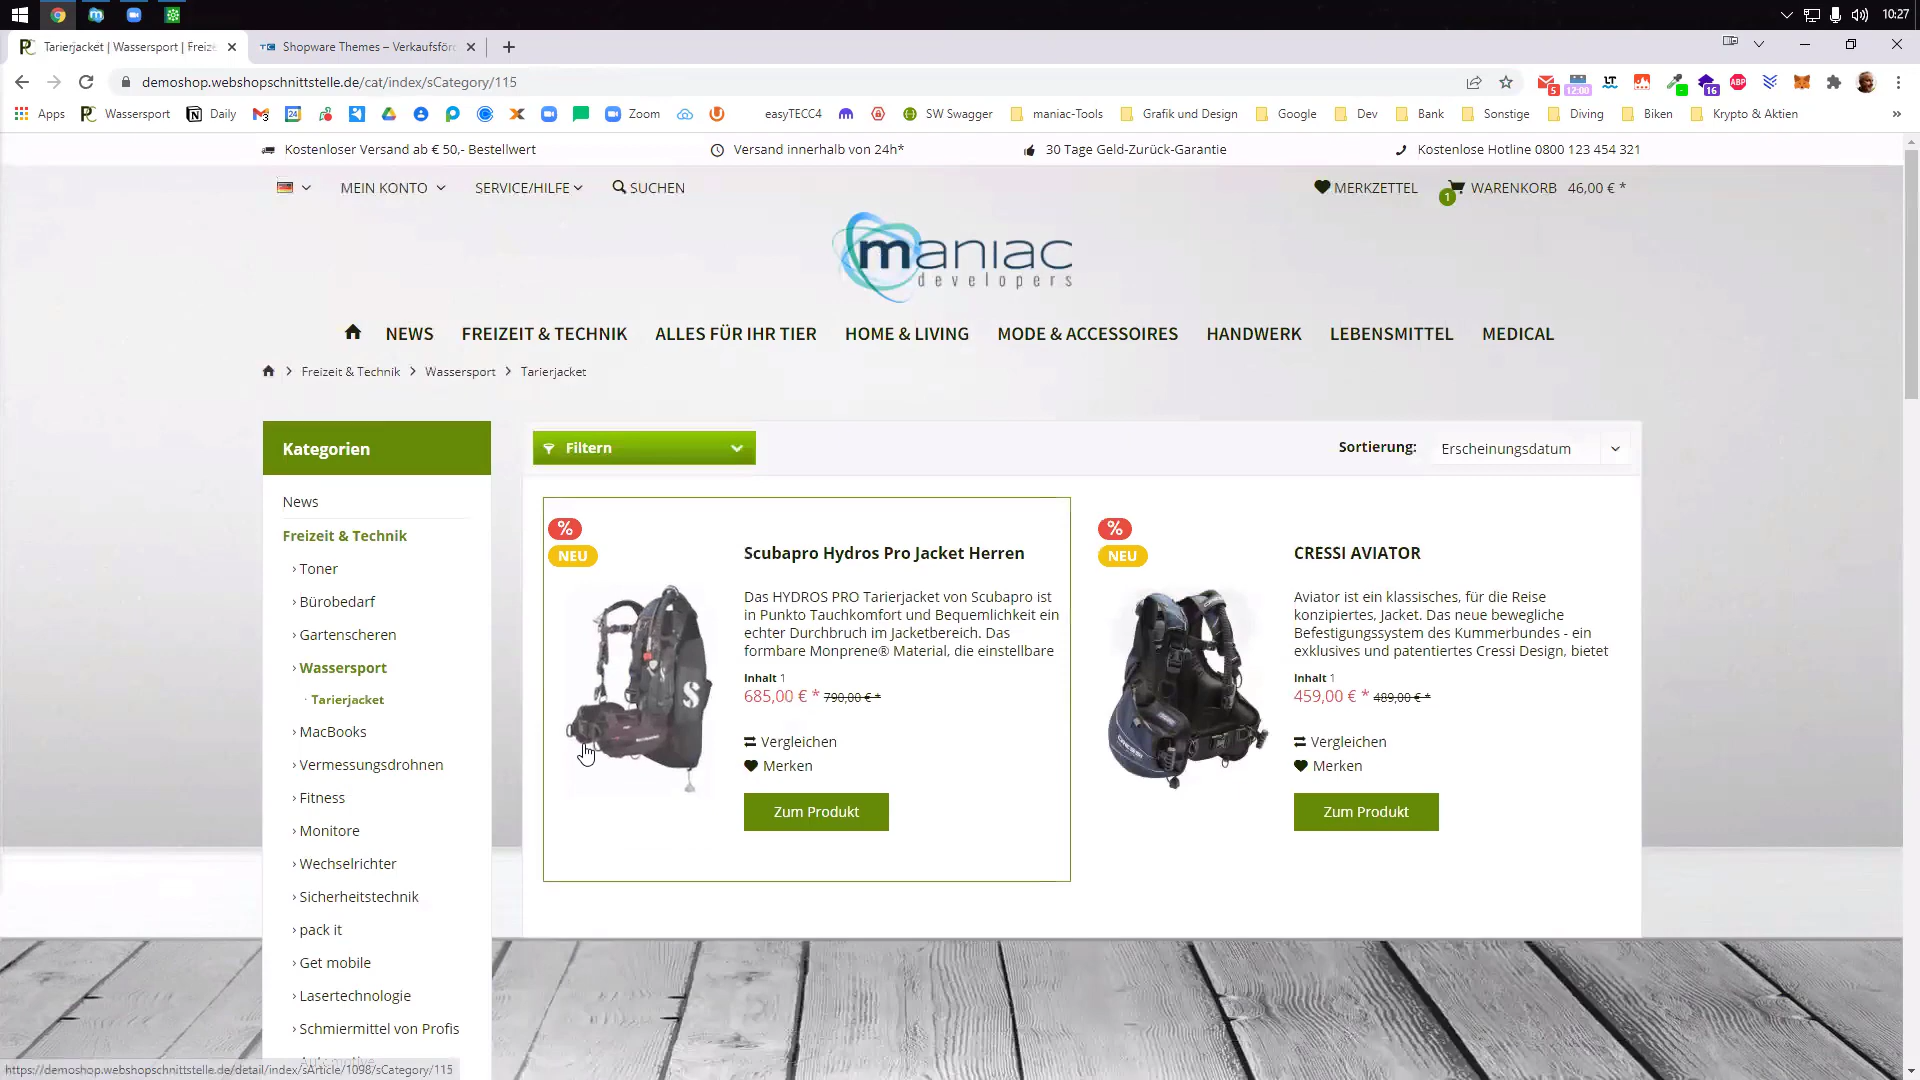 10:27
Tarierjacket | Wassersport | Freize
Shopware Themes – Verkaufsförd
demoshop.webshopschnittstelle.de/cat/index/sCategory/115
Apps
Wassersport
Daily
Zoom
easyTECC4
SW Swagger
maniac-Tools
Grafik und Design
Google
Dev
Bank
Sonstige
Diving
Biken
Krypto & Aktien
Kostenloser Versand ab € 50,- Bestellwert
Versand innerhalb von 24h*
30 Tage Geld-Zurück-Garantie
Kostenlose Hotline 0800 123 454 321
MEIN KONTO
SERVICE/HILFE
SUCHEN
MERKZETTEL
1
WARENKORB 46,00 € *
maniac
developers
NEWS
FREIZEIT & TECHNIK
ALLES FÜR IHR TIER
HOME & LIVING
MODE & ACCESSOIRES
HANDWERK
LEBENSMITTEL
MEDICAL
Freizeit & Technik
Wassersport
Tarierjacket
Kategorien
News
Freizeit & Technik
Toner
Bürobedarf
Gartenscheren
Wassersport
Tarierjacket
MacBooks
Vermessungsdrohnen
Fitness
Monitore
Wechselrichter
Sicherheitstechnik
pack it
Get mobile
Lasertechnologie
Schmiermittel von Profis
Automotive
Filtern
Sortierung:
Erscheinungsdatum
%
NEU
Scubapro Hydros Pro Jacket Herren
Das HYDROS PRO Tarierjacket von Scubapro ist
in Punkto Tauchkomfort und Bequemlichkeit ein
echter Durchbruch im Jacketbereich. Das
formbare Monprene® Material, die einstellbare
Inhalt 1
685,00 € * 790,00 € *
Vergleichen
Merken
Zum Produkt
%
NEU
CRESSI AVIATOR
Aviator ist ein klassisches, für die Reise
konzipiertes, Jacket. Das neue bewegliche
Befestigungssystem des Kummerbundes - ein
exklusives und patentiertes Cressi Design, bietet
Inhalt 1
459,00 € * 489,00 € *
Vergleichen
Merken
Zum Produkt
https://demoshop.webshopschnittstelle.de/detail/index/sArticle/1098/sCategory/115